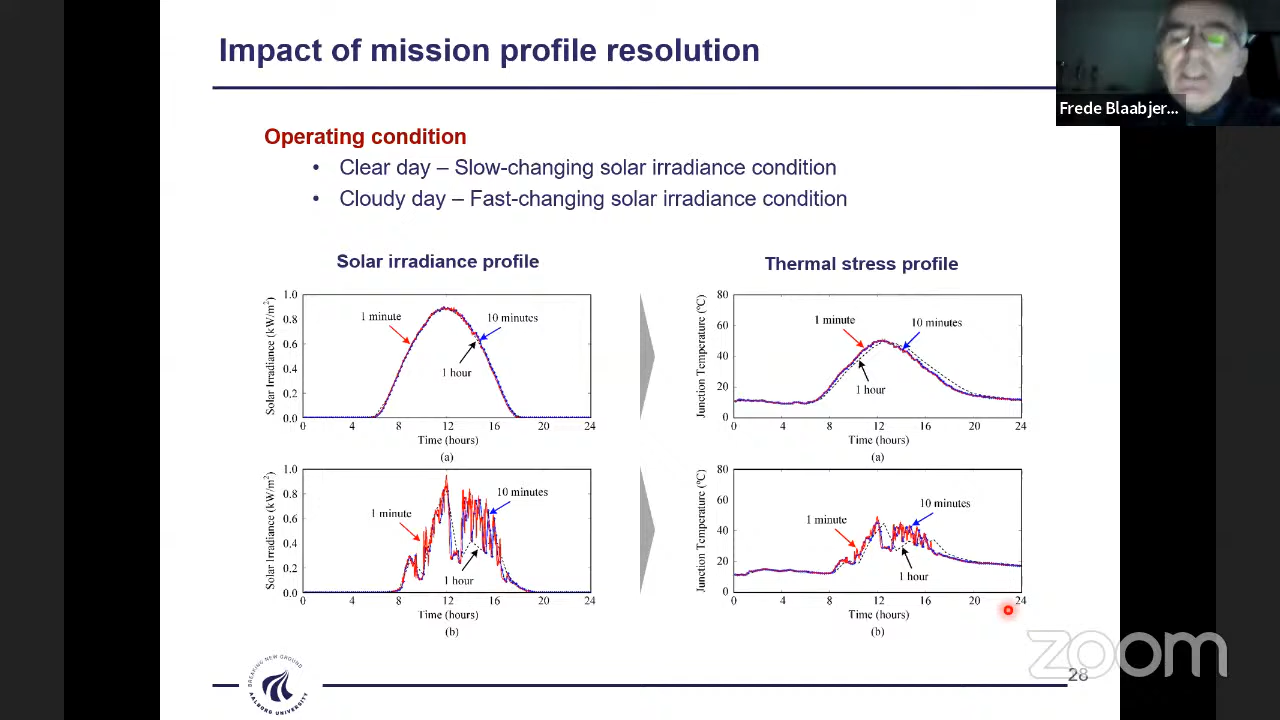 Impact of mission profile resolution
Frede Blaabjer...
Operating condition
• Clear day – Slow-changing solar irradiance condition
• Cloudy day – Fast-changing solar irradiance condition
Solar irradiance profile
Thermal stress profile
1.0
0.8
0.6
0.4
0.2
0.0
Solar Irradiance (kW/m²)
1 minute
10 minutes
1 hour
0 4 8 12 16 20 24
Time (hours)
(a)
80
60
40
20
0
Junction Temperature (°C)
1 minute
10 minutes
1 hour
0 4 8 12 16 20 24
Time (hours)
(a)
1.0
0.8
0.6
0.4
0.2
0.0
Solar Irradiance (kW/m²)
1 minute
10 minutes
1 hour
0 4 8 12 16 20 24
Time (hours)
(b)
80
60
40
20
0
Junction Temperature (°C)
1 minute
10 minutes
1 hour
0 4 8 12 16 20 24
Time (hours)
(b)
zoom
28
BREAKING NEW GROUND
AALBORG UNIVERSITY